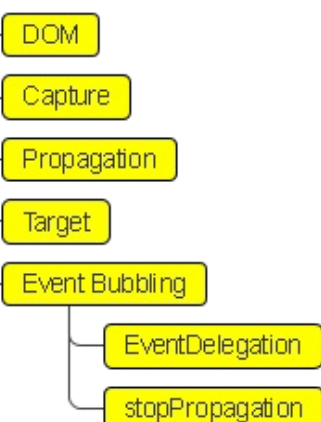 DOM
Capture
Propagation
Target
Event Bubbling
EventDelegation
stopPropagation